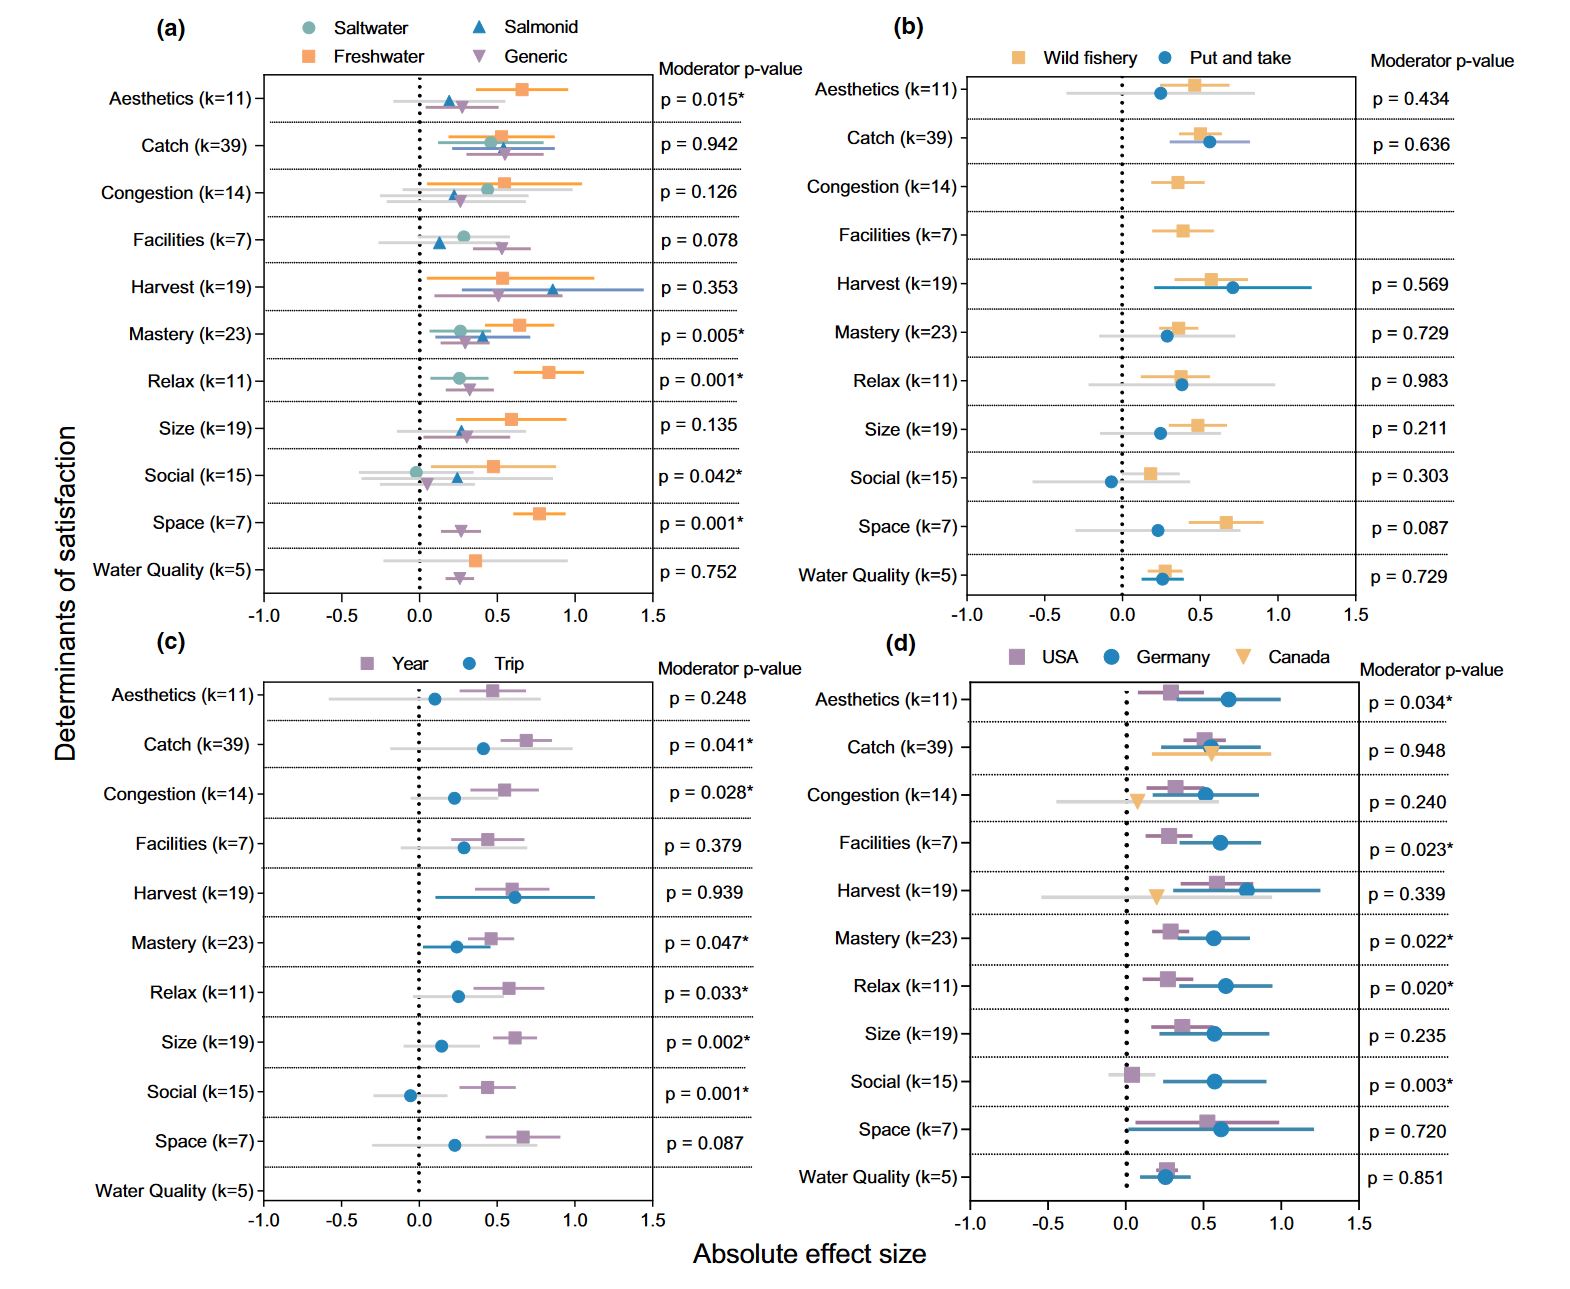 Determinants of satisfaction
(a)
Saltwater
Salmonid
Freshwater
Generic
Moderator p-value
Aesthetics (k=11)
p = 0.015*
Catch (k=39)
p = 0.942
Congestion (k=14)
p = 0.126
Facilities (k=7)
p = 0.078
Harvest (k=19)
p = 0.353
Mastery (k=23)
p = 0.005*
Relax (k=11)
p = 0.001*
Size (k=19)
p = 0.135
Social (k=15)
p = 0.042*
Space (k=7)
p = 0.001*
Water Quality (k=5)
p = 0.752
-1.0 -0.5 0.0 0.5 1.0 1.5
(b)
Wild fishery
Put and take
Moderator p-value
Aesthetics (k=11)
p = 0.434
Catch (k=39)
p = 0.636
Congestion (k=14)
Facilities (k=7)
Harvest (k=19)
p = 0.569
Mastery (k=23)
p = 0.729
Relax (k=11)
p = 0.983
Size (k=19)
p = 0.211
Social (k=15)
p = 0.303
Space (k=7)
p = 0.087
Water Quality (k=5)
p = 0.729
-1.0 -0.5 0.0 0.5 1.0 1.5
(c)
Year
Trip
Moderator p-value
Aesthetics (k=11)
p = 0.248
Catch (k=39)
p = 0.041*
Congestion (k=14)
p = 0.028*
Facilities (k=7)
p = 0.379
Harvest (k=19)
p = 0.939
Mastery (k=23)
p = 0.047*
Relax (k=11)
p = 0.033*
Size (k=19)
p = 0.002*
Social (k=15)
p = 0.001*
Space (k=7)
p = 0.087
Water Quality (k=5)
-1.0 -0.5 0.0 0.5 1.0 1.5
(d)
USA
Germany
Canada
Moderator p-value
Aesthetics (k=11)
p = 0.034*
Catch (k=39)
p = 0.948
Congestion (k=14)
p = 0.240
Facilities (k=7)
p = 0.023*
Harvest (k=19)
p = 0.339
Mastery (k=23)
p = 0.022*
Relax (k=11)
p = 0.020*
Size (k=19)
p = 0.235
Social (k=15)
p = 0.003*
Space (k=7)
p = 0.720
Water Quality (k=5)
p = 0.851
-1.0 -0.5 0.0 0.5 1.0 1.5
Absolute effect size